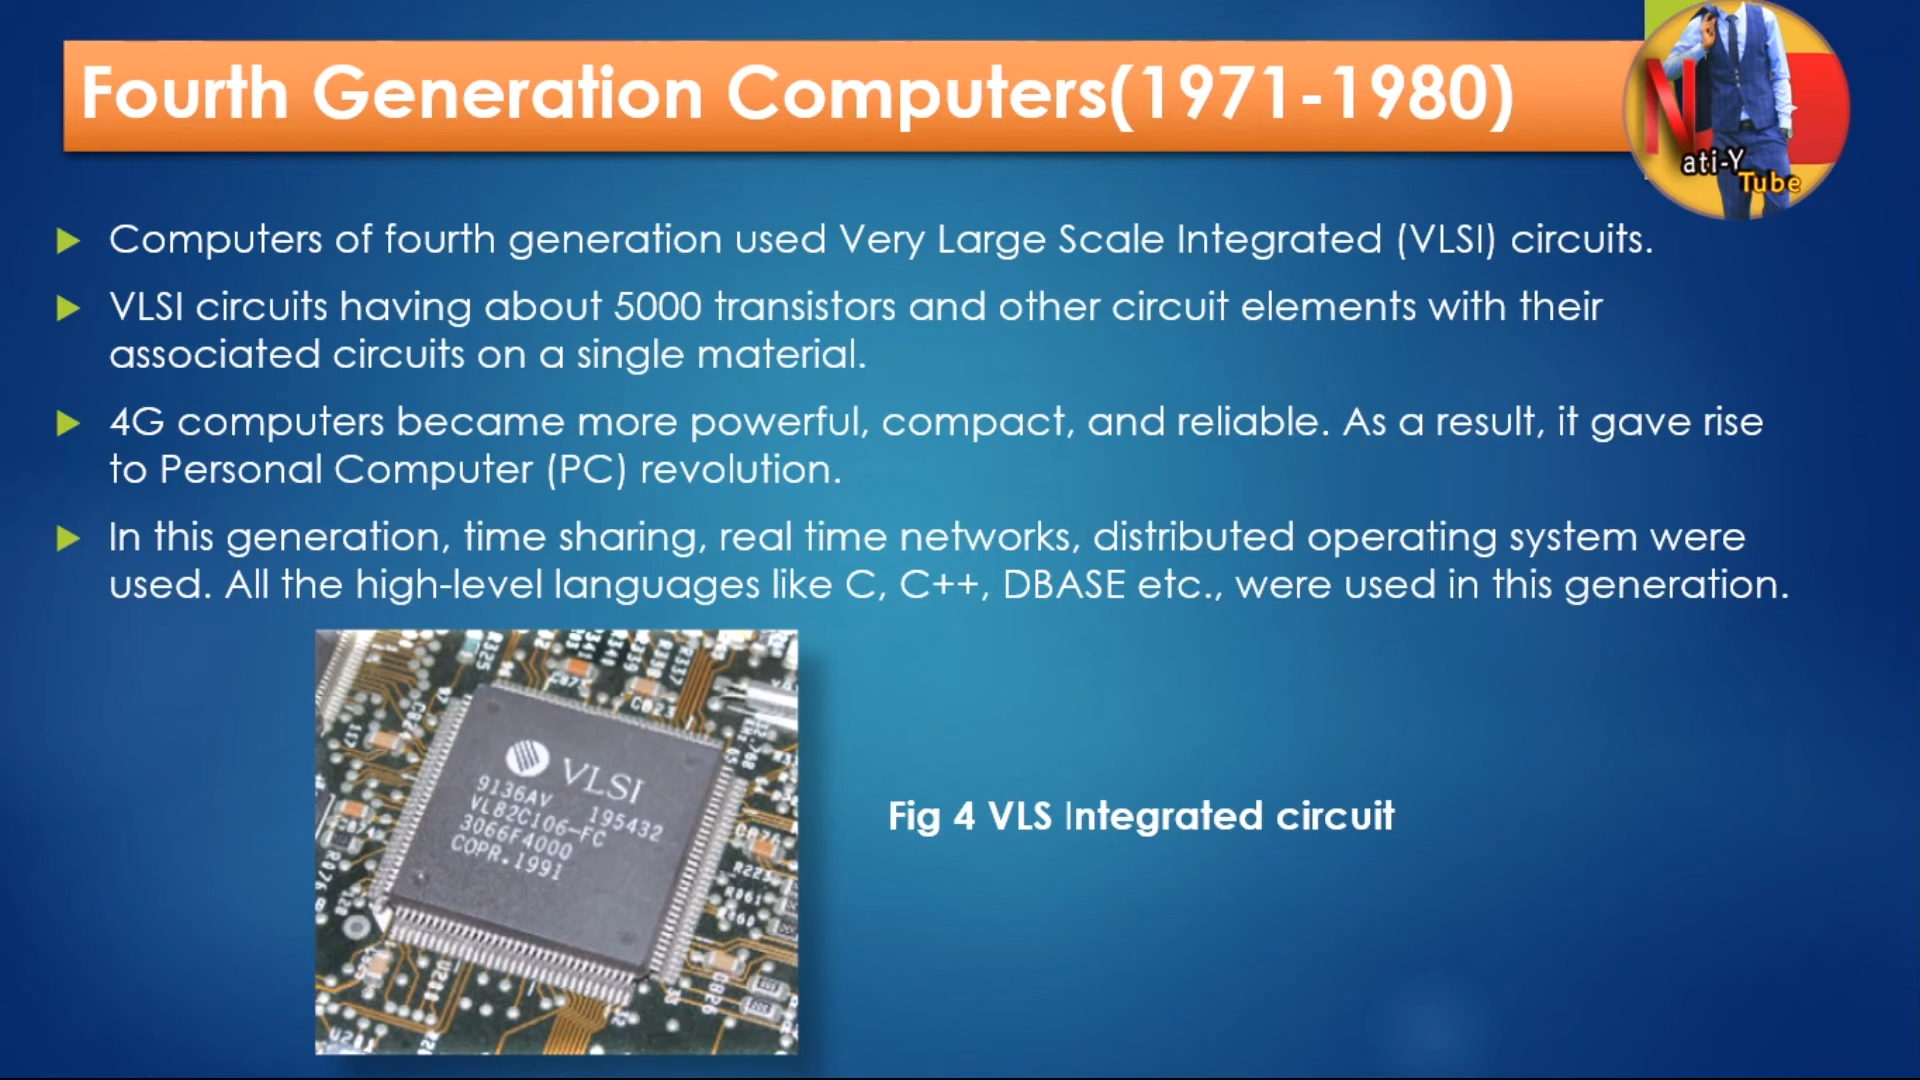 Fourth Generation Computers(1971-1980)
N
ati-Y
Tube
Computers of fourth generation used Very Large Scale Integrated (VLSI) circuits.
VLSI circuits having about 5000 transistors and other circuit elements with their
associated circuits on a single material.
4G computers became more powerful, compact, and reliable. As a result, it gave rise
to Personal Computer (PC) revolution.
In this generation, time sharing, real time networks, distributed operating system were
used. All the high-level languages like C, C++, DBASE etc., were used in this generation.
VLSI
9136AV 195432
VL82C106-FC
3066F4000
COPR.1991
R325
C823
C876
C826
Fig 4 VLS Integrated circuit